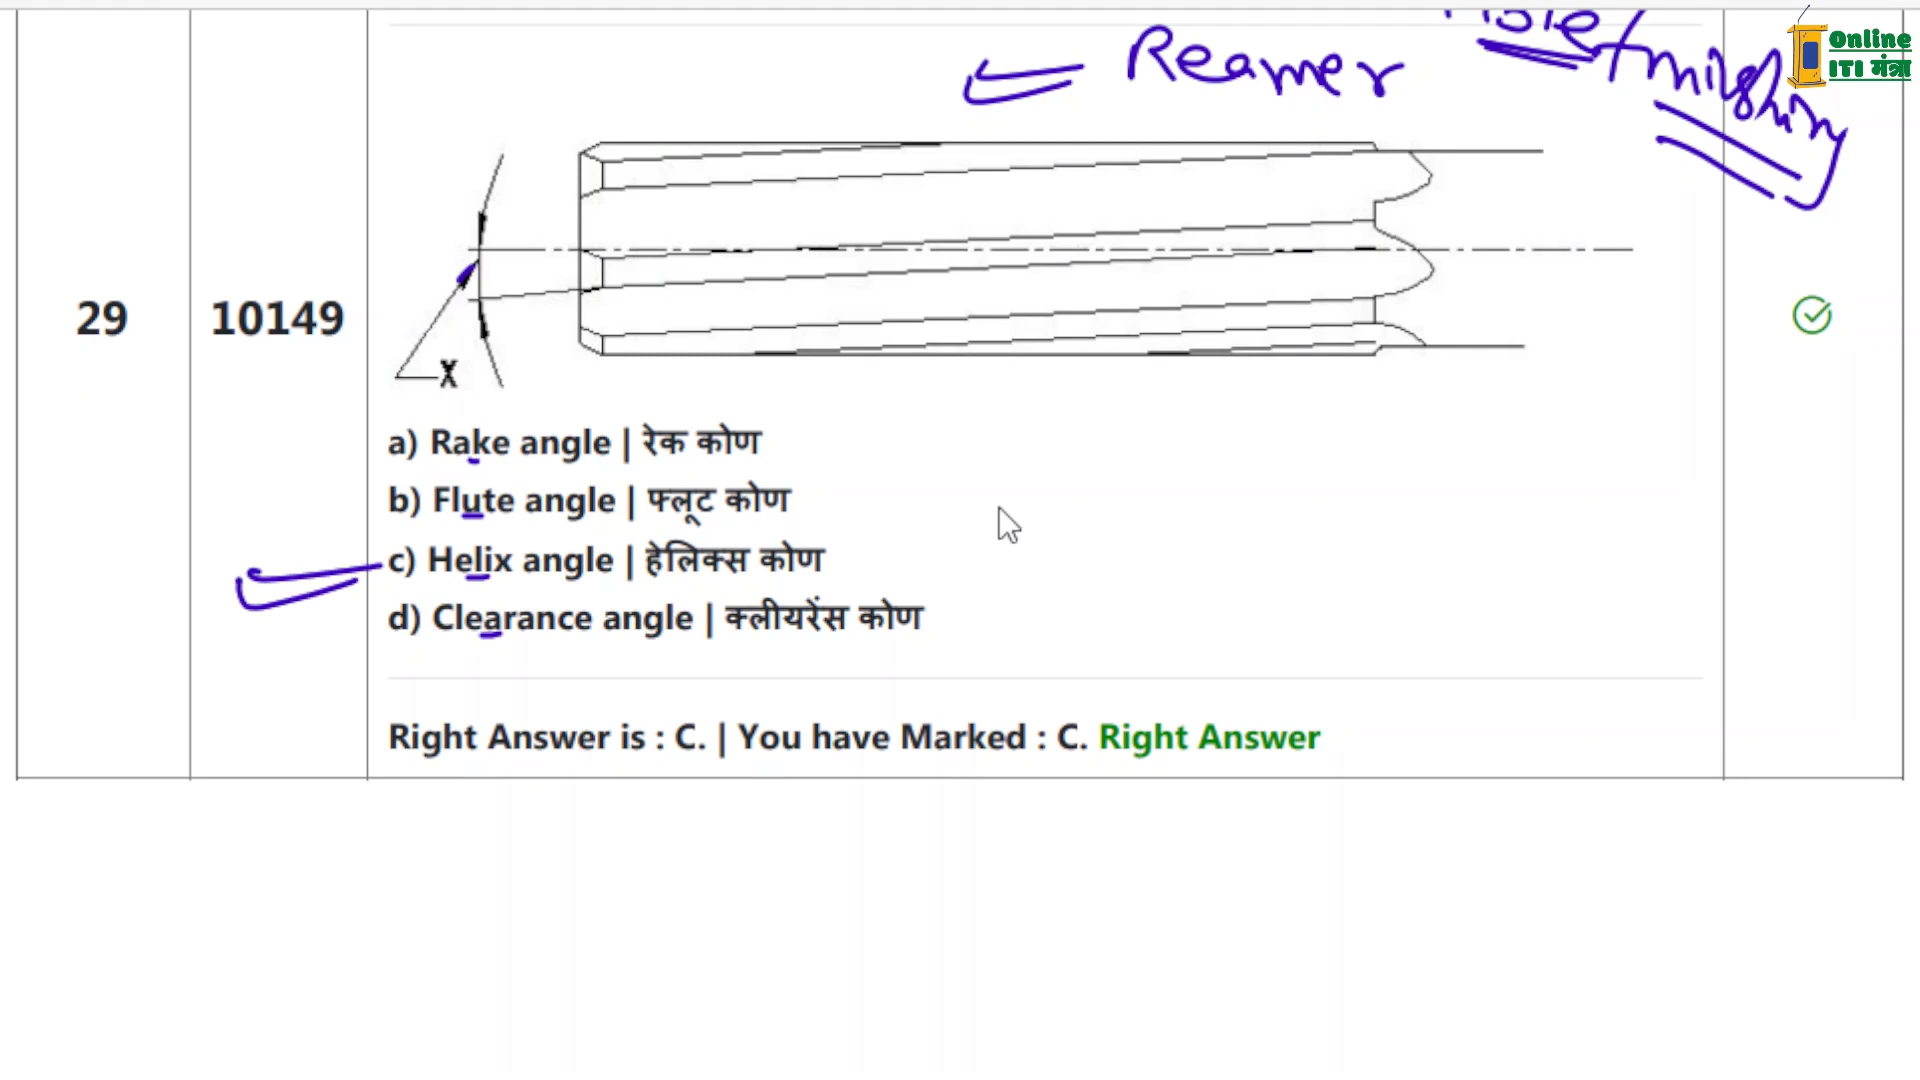 Online
ITI मंत्रा
Reamer
29
10149
X
a) Rake angle | रेक कोण
b) Flute angle | फ्लूट कोण
c) Helix angle | हेलिक्स कोण
d) Clearance angle | क्लीयरेंस कोण
Right Answer is : C. | You have Marked : C. Right Answer